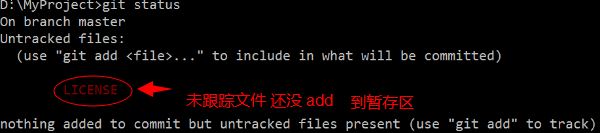 D:\MyProject>git status
On branch master
Untracked files:
  (use "git add <file>..." to include in what will be committed)
LICENSE
未跟踪文件 还没 add 到暂存区
nothing added to commit but untracked files present (use "git add" to track)